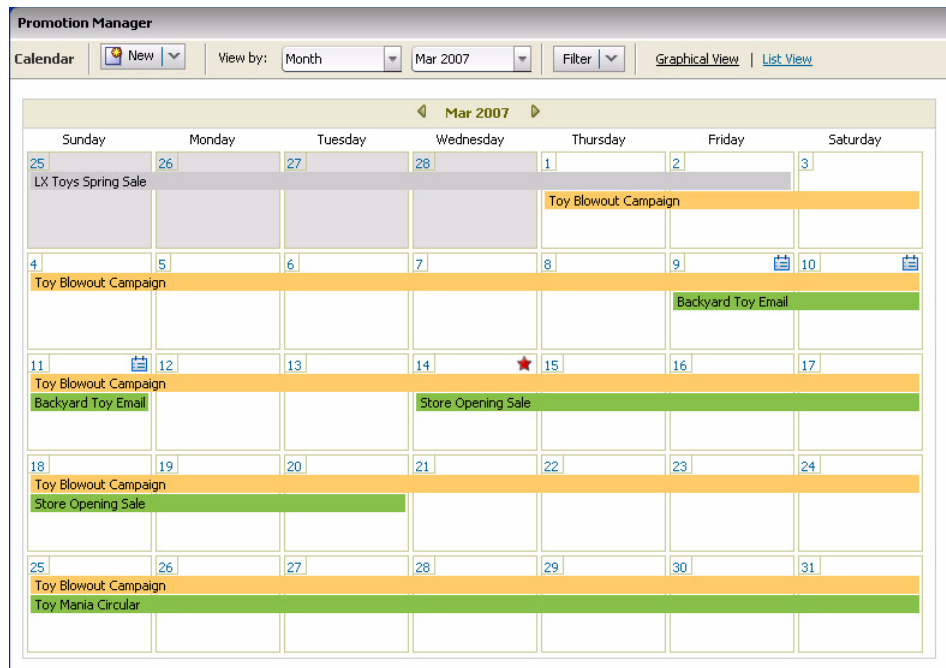 Promotion Manager
Calendar New View by: Month Mar 2007 Filter Graphical View | List View
Mar 2007
Sunday Monday Tuesday Wednesday Thursday Friday Saturday
25 26 27 28 1 2 3
LX Toys Spring Sale
Toy Blowout Campaign
4 5 6 7 8 9 10
Toy Blowout Campaign
Backyard Toy Email
11 12 13 14 15 16 17
Toy Blowout Campaign
Backyard Toy Email Store Opening Sale
18 19 20 21 22 23 24
Toy Blowout Campaign
Store Opening Sale
25 26 27 28 29 30 31
Toy Blowout Campaign
Toy Mania Circular